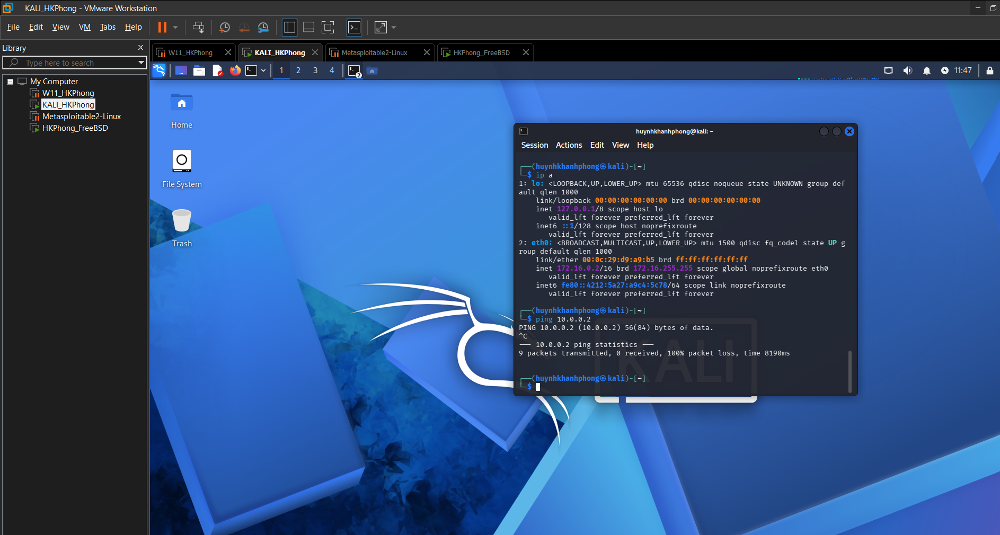 KALI_HKPhong - VMware Workstation
File Edit View VM Tabs Help
Library
Type here to search
My Computer
W11_HKPhong
KALI_HKPhong
Metasploitable2-Linux
HKPhong_FreeBSD
W11_HKPhong
KALI_HKPhong
Metasploitable2-Linux
HKPhong_FreeBSD
1 2 3 4
2
11:47
Home
File System
Trash
huynhkhanhphong@kali: ~
Session Actions Edit View Help
┌──(huynhkhanhphong㉿kali)-[~]
└─$ ip a
1: lo: <LOOPBACK,UP,LOWER_UP> mtu 65536 qdisc noqueue state UNKNOWN group def
ault qlen 1000
    link/loopback 00:00:00:00:00:00 brd 00:00:00:00:00:00
    inet 127.0.0.1/8 scope host lo
       valid_lft forever preferred_lft forever
    inet6 ::1/128 scope host noprefixroute
       valid_lft forever preferred_lft forever
2: eth0: <BROADCAST,MULTICAST,UP,LOWER_UP> mtu 1500 qdisc fq_codel state UP g
roup default qlen 1000
    link/ether 00:0c:29:d9:a9:b5 brd ff:ff:ff:ff:ff:ff
    inet 172.16.0.2/16 brd 172.16.255.255 scope global noprefixroute eth0
       valid_lft forever preferred_lft forever
    inet6 fe80::4212:5a27:a9c4:5c78/64 scope link noprefixroute
       valid_lft forever preferred_lft forever
┌──(huynhkhanhphong㉿kali)-[~]
└─$ ping 10.0.0.2
PING 10.0.0.2 (10.0.0.2) 56(84) bytes of data.
^C
--- 10.0.0.2 ping statistics ---
9 packets transmitted, 0 received, 100% packet loss, time 8190ms
┌──(huynhkhanhphong㉿kali)-[~]
└─$
KALI